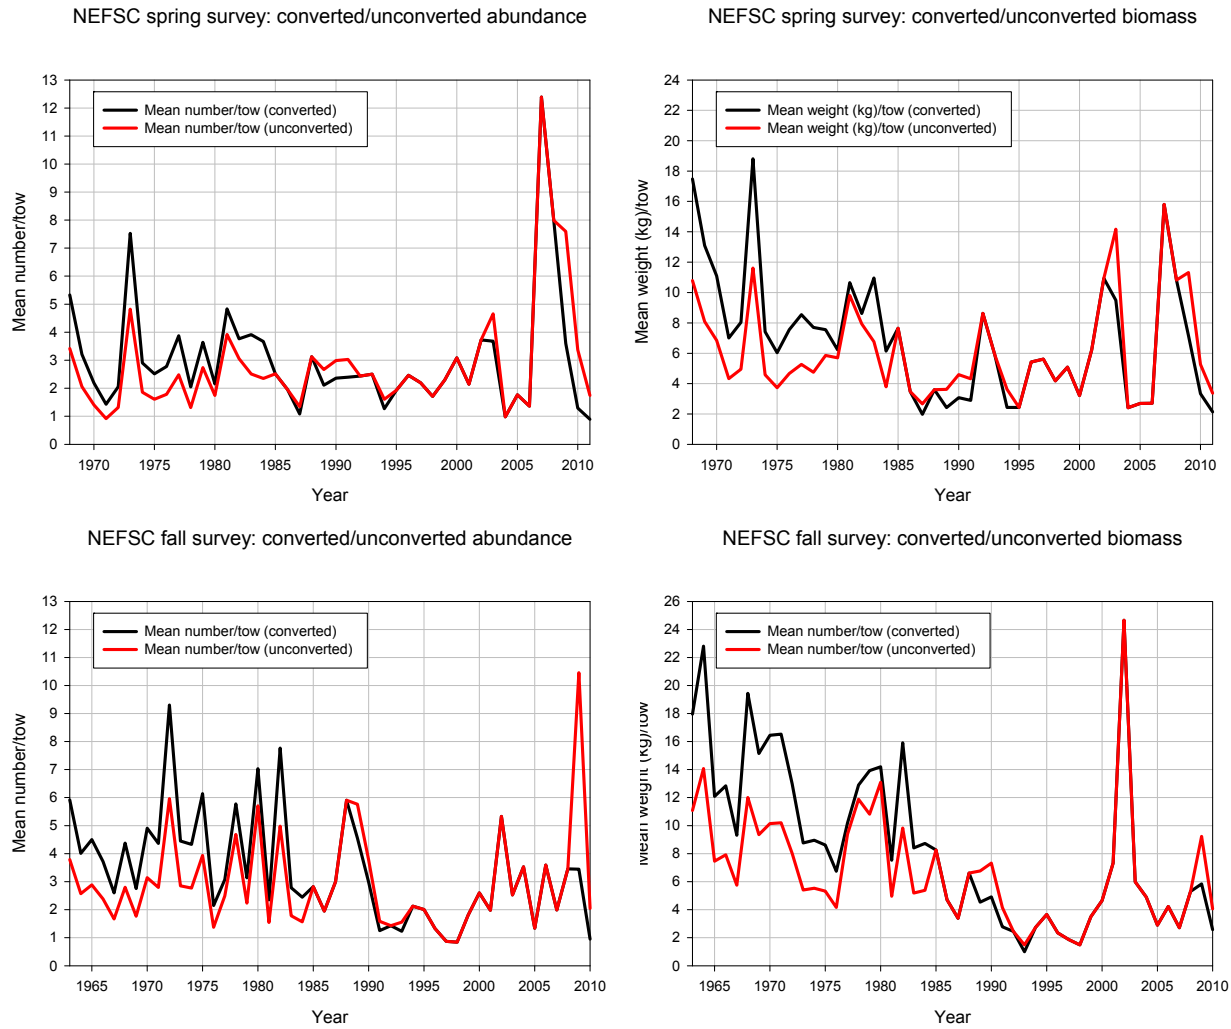 NEFSC spring survey: converted/unconverted abundance
13
12
11
10
9
8
7
6
5
4
3
2
1
0
Mean number/tow
Mean number/tow (converted)
Mean number/tow (unconverted)
1970 1975 1980 1985 1990 1995 2000 2005 2010
Year
NEFSC spring survey: converted/unconverted biomass
24
22
20
18
16
14
12
10
8
6
4
2
0
Mean weight (kg)/tow
Mean weight (kg)/tow (converted)
Mean weight (kg)/tow (unconverted)
1970 1975 1980 1985 1990 1995 2000 2005 2010
Year
NEFSC fall survey: converted/unconverted abundance
13
12
11
10
9
8
7
6
5
4
3
2
1
0
Mean number/tow
Mean number/tow (converted)
Mean number/tow (unconverted)
1965 1970 1975 1980 1985 1990 1995 2000 2005 2010
Year
NEFSC fall survey: converted/unconverted biomass
26
24
22
20
18
16
14
12
10
8
6
4
2
0
Mean weight (kg)/tow
Mean number/tow (converted)
Mean number/tow (unconverted)
1965 1970 1975 1980 1985 1990 1995 2000 2005 2010
Year